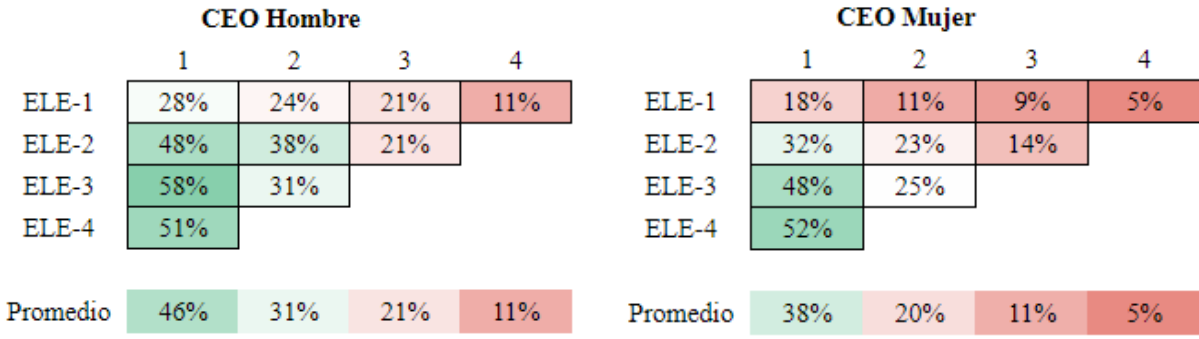 CEO Hombre
1 2 3 4
ELE-1 28% 24% 21% 11%
ELE-2 48% 38% 21%
ELE-3 58% 31%
ELE-4 51%
Promedio 46% 31% 21% 11%
CEO Mujer
1 2 3 4
ELE-1 18% 11% 9% 5%
ELE-2 32% 23% 14%
ELE-3 48% 25%
ELE-4 52%
Promedio 38% 20% 11% 5%